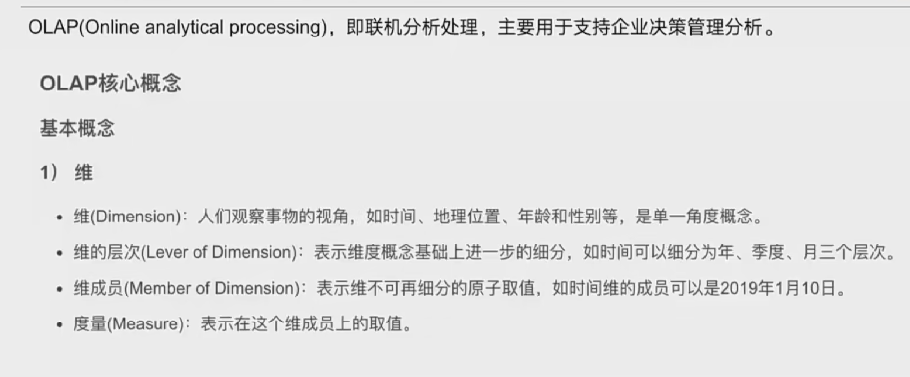 OLAP(Online analytical processing)，即联机分析处理，主要用于支持企业决策管理分析。
OLAP核心概念
基本概念
1） 维
• 维(Dimension)：人们观察事物的视角，如时间、地理位置、年龄和性别等，是单一角度概念。
• 维的层次(Lever of Dimension)：表示维度概念基础上进一步的细分，如时间可以细分为年、季度、月三个层次。
• 维成员(Member of Dimension)：表示维不可再细分的原子取值，如时间维的成员可以是2019年1月10日。
• 度量(Measure)：表示在这个维成员上的取值。